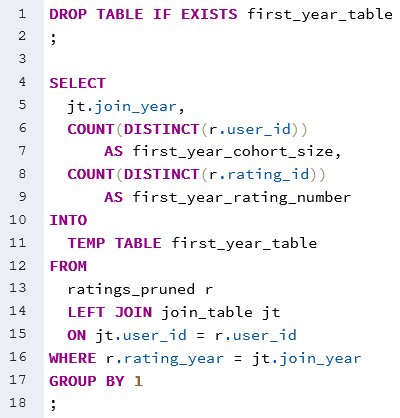 1 DROP TABLE IF EXISTS first_year_table
2 ;
3
4 SELECT
5   jt.join_year,
6   COUNT(DISTINCT(r.user_id))
7       AS first_year_cohort_size,
8   COUNT(DISTINCT(r.rating_id))
9       AS first_year_rating_number
10 INTO
11   TEMP TABLE first_year_table
12 FROM
13   ratings_pruned r
14   LEFT JOIN join_table jt
15   ON jt.user_id = r.user_id
16 WHERE r.rating_year = jt.join_year
17 GROUP BY 1
18 ;